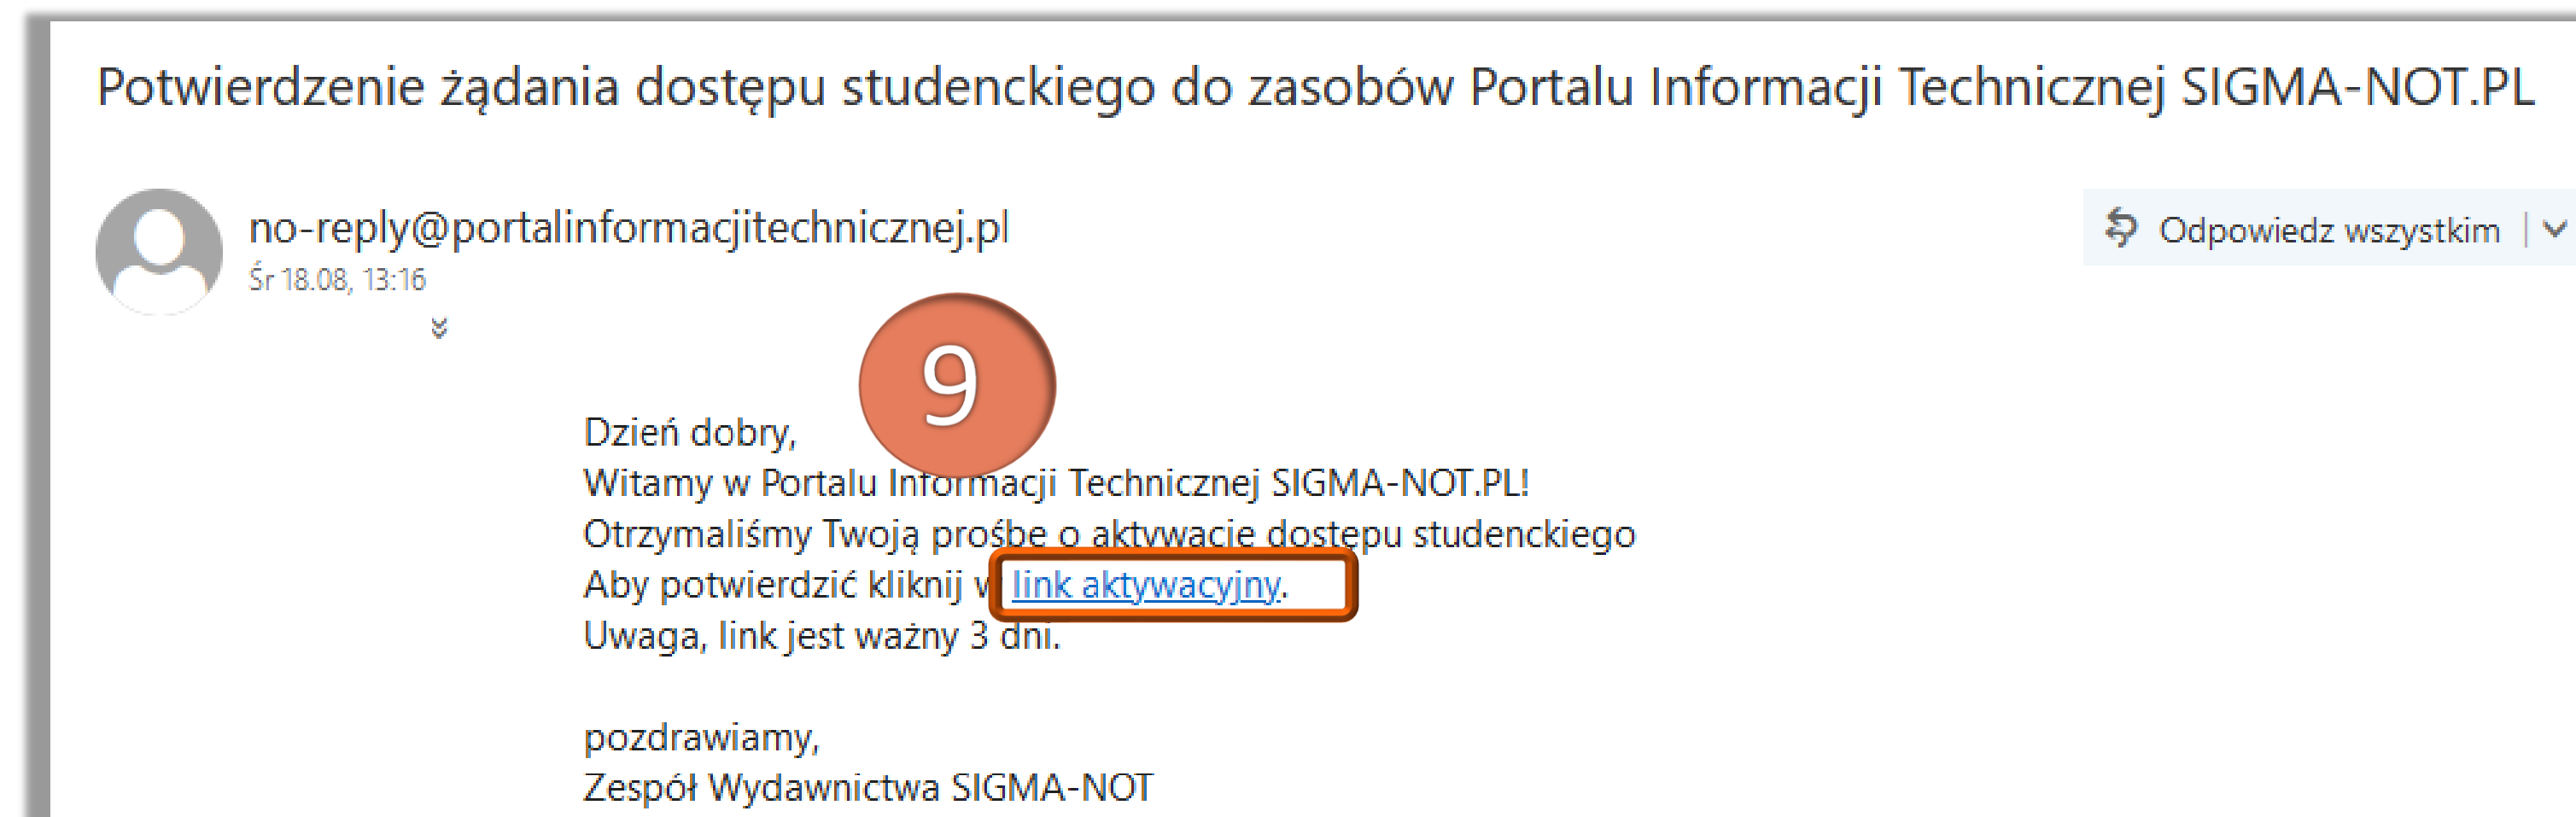 Potwierdzenie żądania dostępu studenckiego do zasobów Portalu Informacji Technicznej SIGMA-NOT.PL
no-reply@portalinformacjitechnicznej.pl
Odpowiedz wszystkim
Śr 18.08, 13:16
9
Dzień dobry,
Witamy w Portalu Informacji Technicznej SIGMA-NOT.PL!
Otrzymaliśmy Twoją prośbe o aktywacje dostępu studenckiego
Aby potwierdzić kliknij w link aktywacyjny.
Uwaga, link jest ważny 3 dni.
pozdrawiamy,
Zespół Wydawnictwa SIGMA-NOT